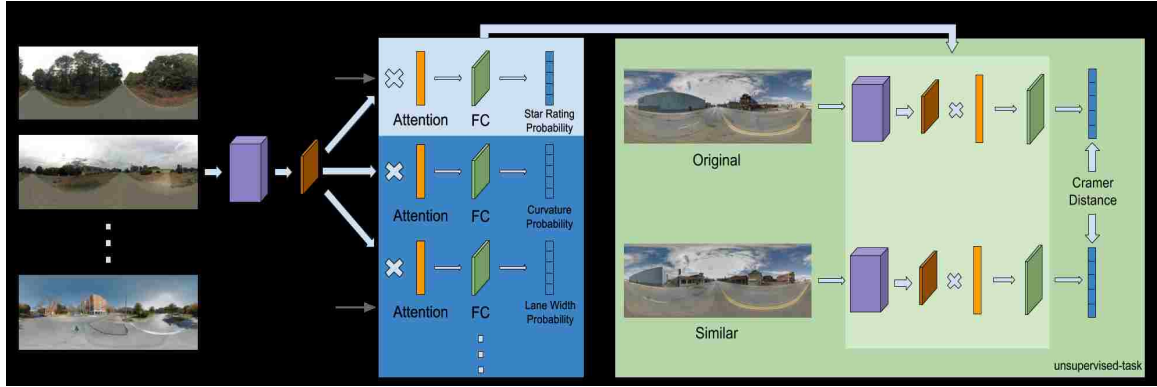 Attention
FC
Star Rating
Probability
Attention
FC
Curvature
Probability
Attention
FC
Lane Width
Probability
Original
Similar
Cramer
Distance
unsupervised-task